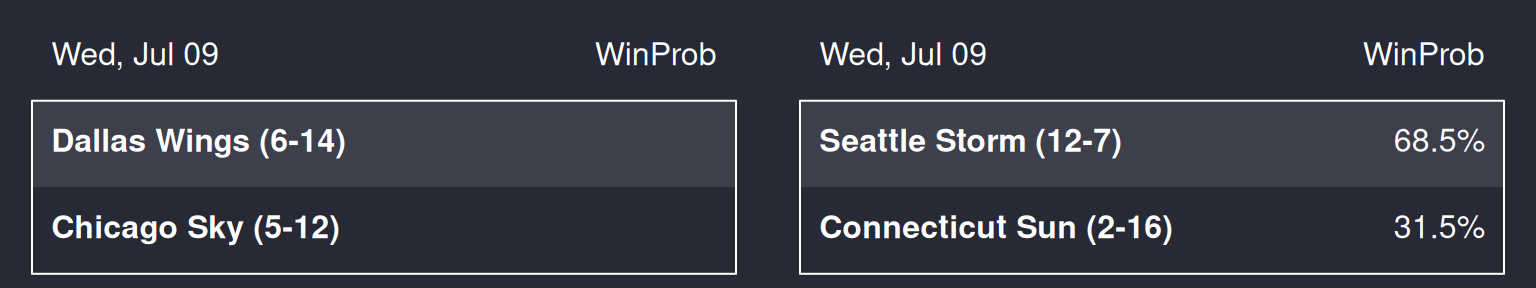 Wed, Jul 09 WinProb
Dallas Wings (6-14)
Chicago Sky (5-12)
Wed, Jul 09 WinProb
Seattle Storm (12-7) 68.5%
Connecticut Sun (2-16) 31.5%